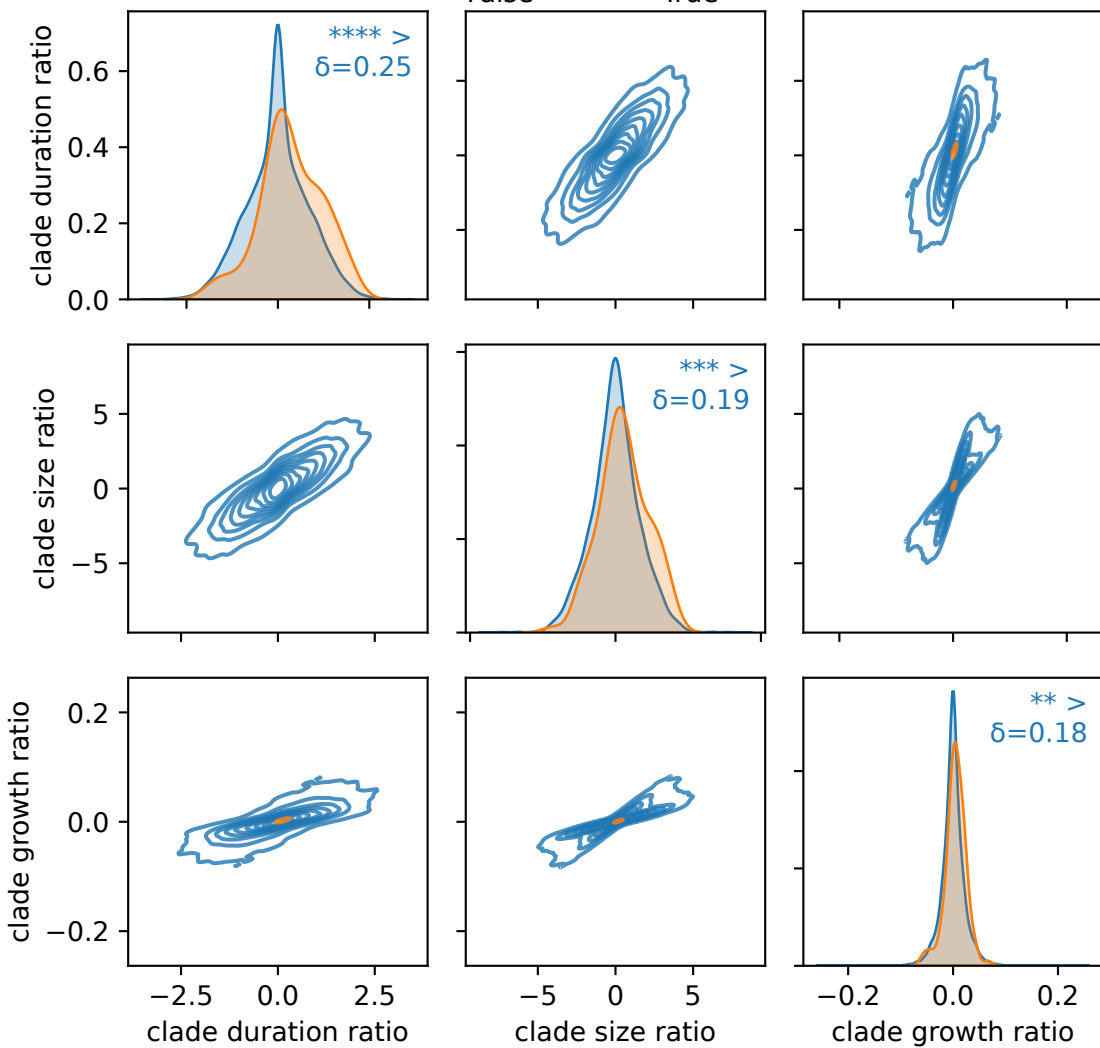 **** >
δ=0.25
clade duration ratio
0.6
0.4
0.2
0.0
*** >
δ=0.19
clade size ratio
5
0
−5
** >
δ=0.18
clade growth ratio
0.2
0.0
−0.2
−2.5 0.0 2.5
−5 0 5
−0.2 0.0 0.2
clade duration ratio
clade size ratio
clade growth ratio